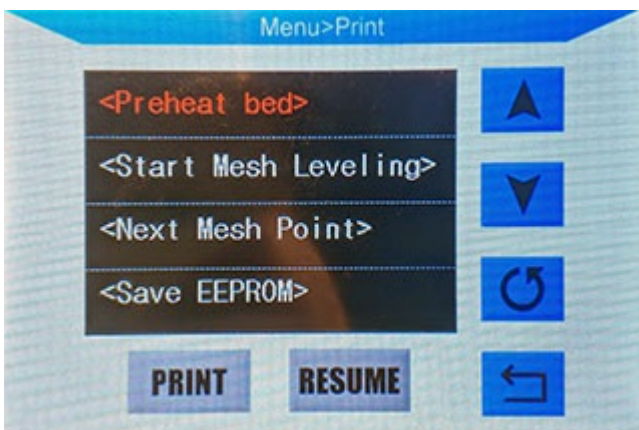 Menu>Print
<Preheat bed>
<Start Mesh Leveling>
<Next Mesh Point>
<Save EEPROM>
PRINT RESUME